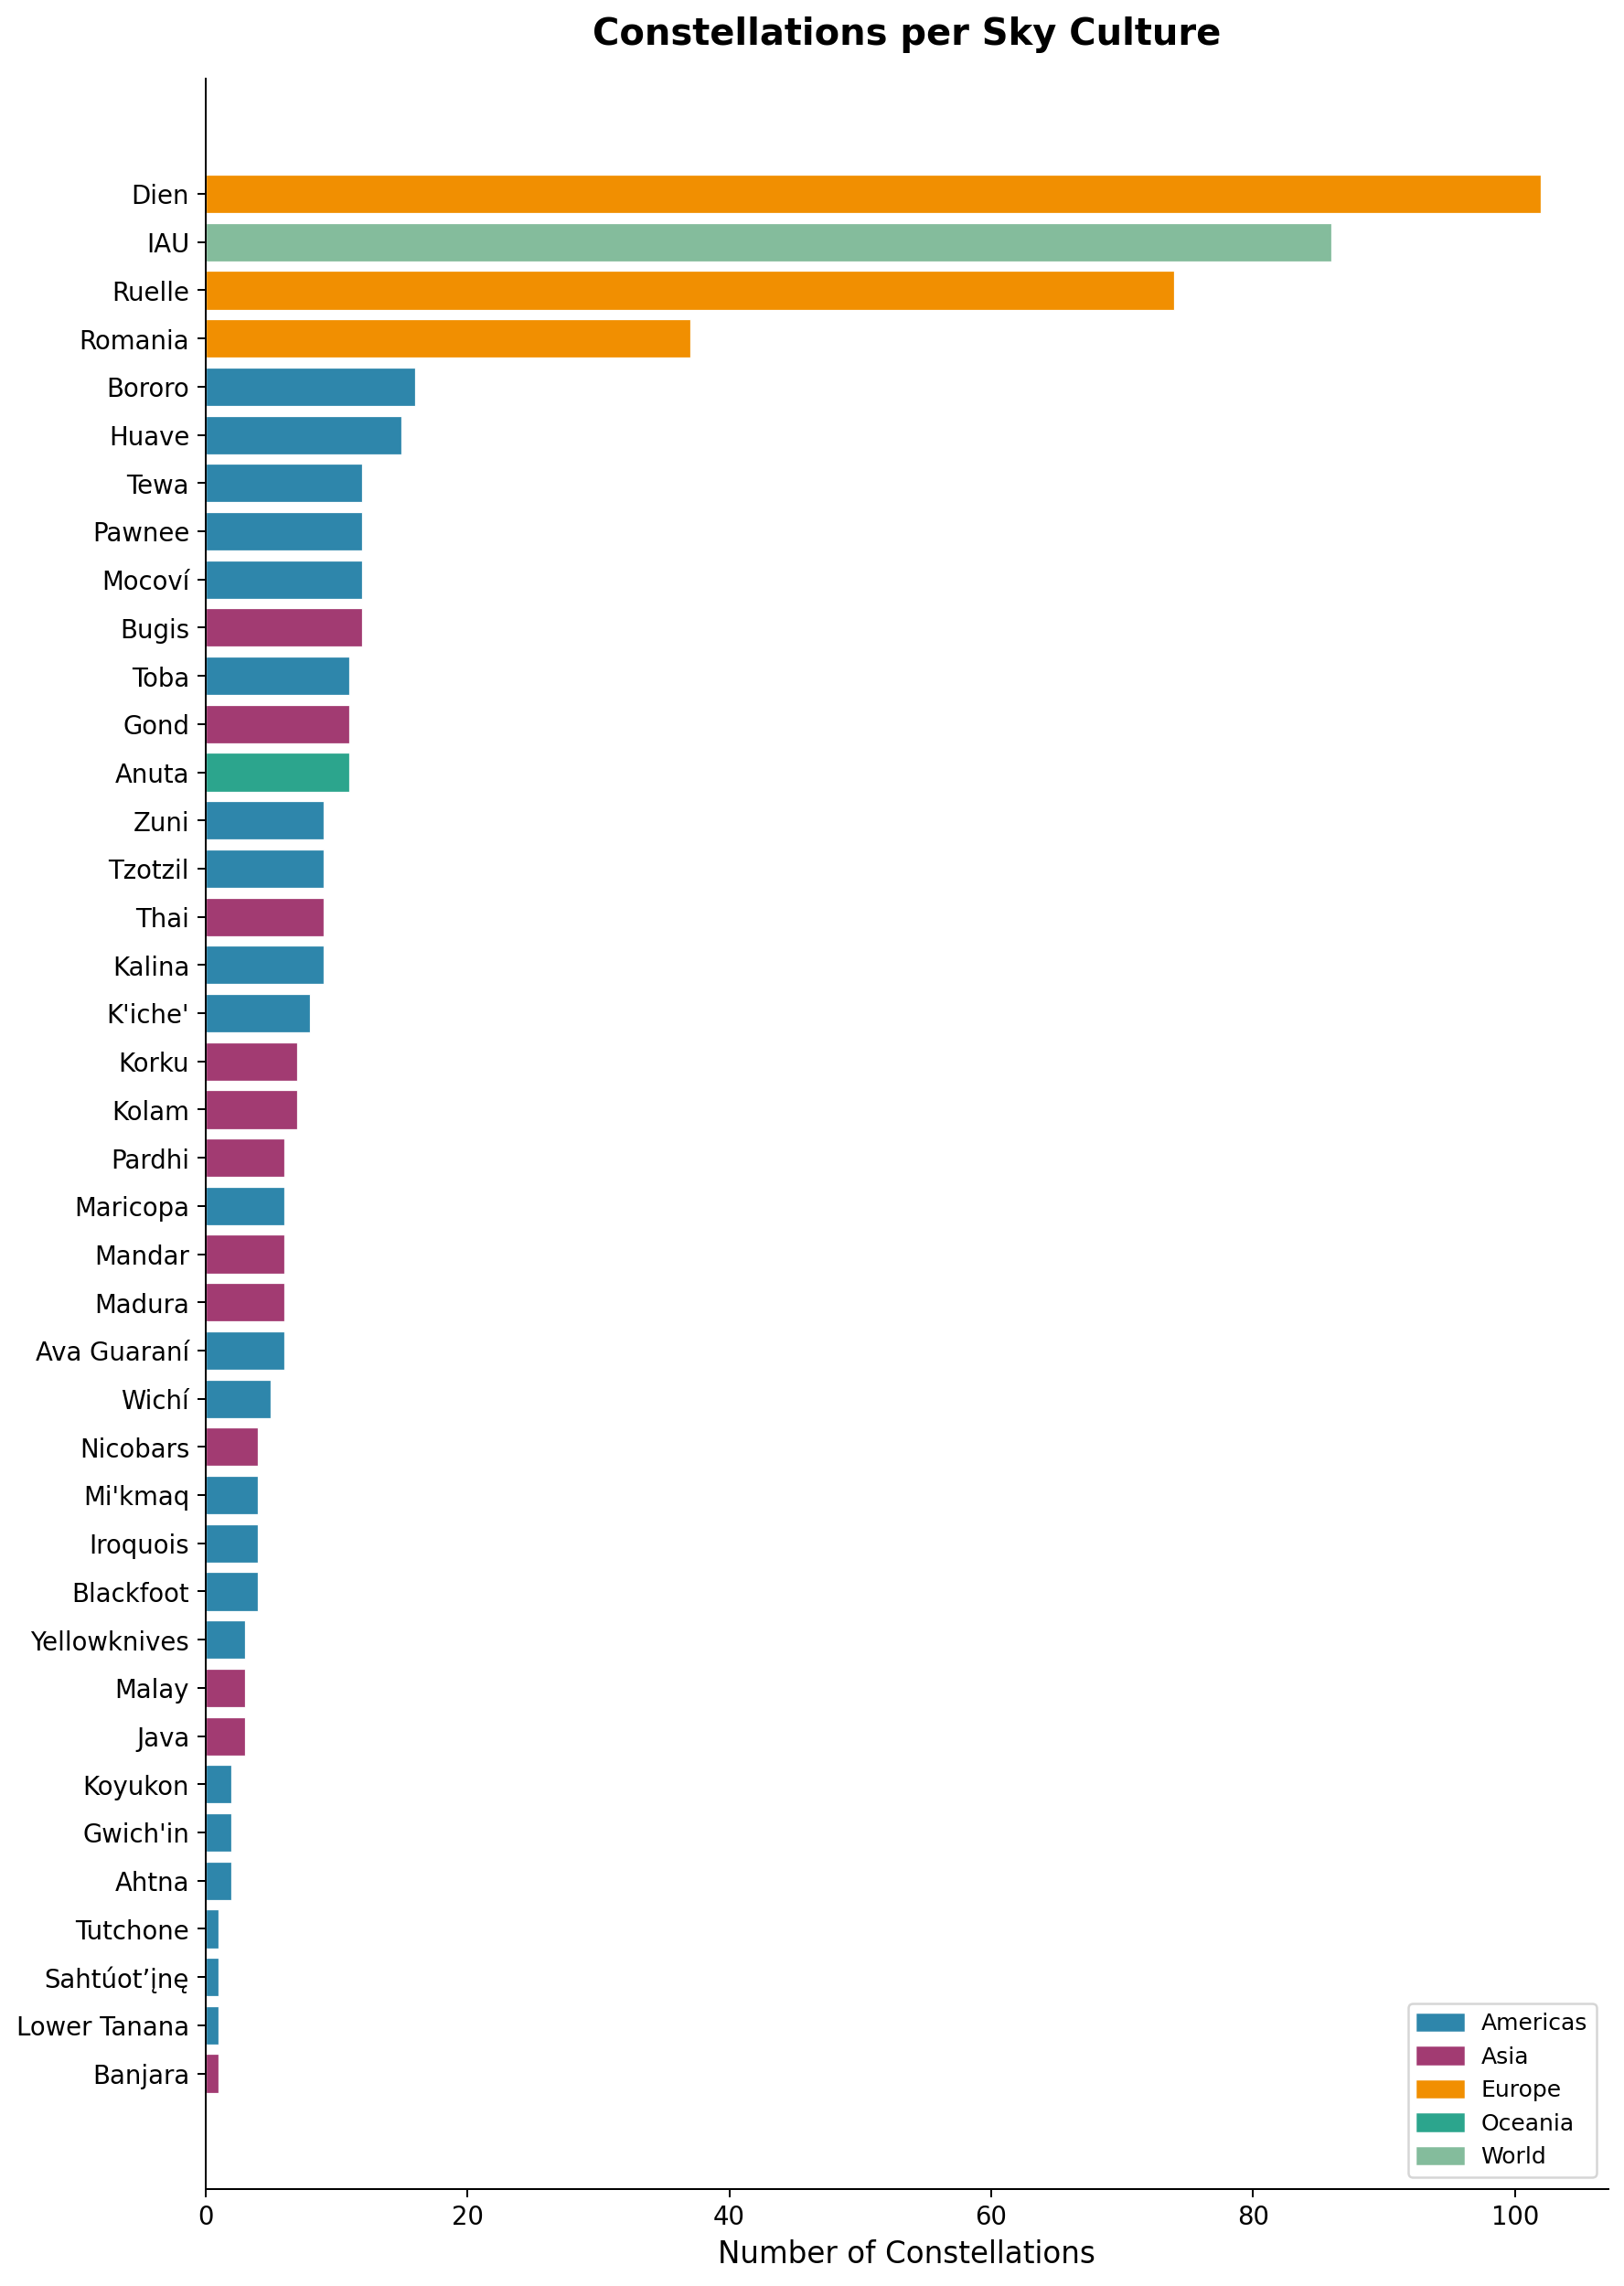 Constellations per Sky Culture
Dien
IAU
Ruelle
Romania
Bororo
Huave
Tewa
Pawnee
Mocoví
Bugis
Toba
Gond
Anuta
Zuni
Tzotzil
Thai
Kalina
K'iche'
Korku
Kolam
Pardhi
Maricopa
Mandar
Madura
Ava Guaraní
Wichí
Nicobars
Mi'kmaq
Iroquois
Blackfoot
Yellowknives
Malay
Java
Koyukon
Gwich'in
Ahtna
Tutchone
Sahtúot’įnę
Lower Tanana
Banjara
Americas
Asia
Europe
Oceania
World
0 20 40 60 80 100
Number of Constellations